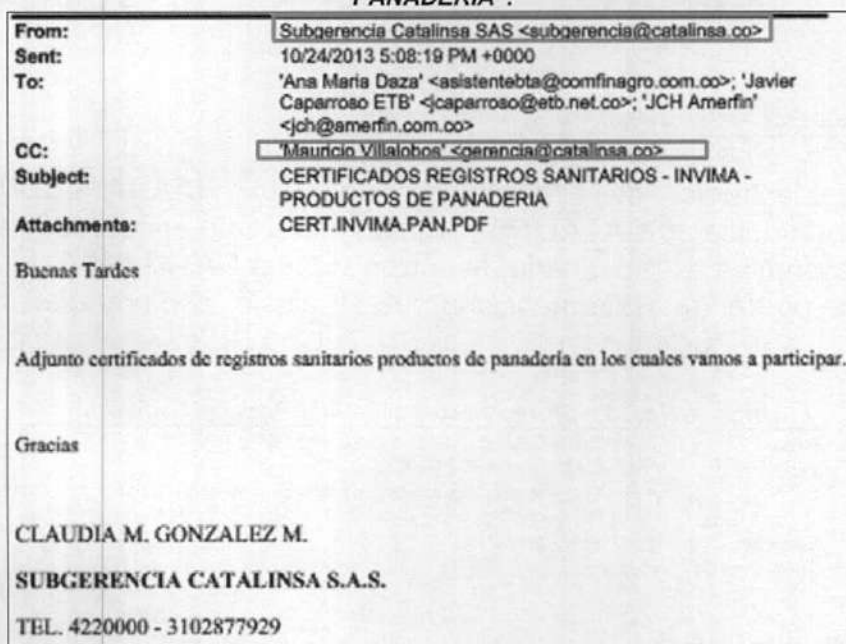 PANADERIA".
From: Subgerencia Catalinsa SAS <subgerencia@catalinsa.co>
Sent: 10/24/2013 5:08:19 PM +0000
To: 'Ana Maria Daza' <asistentebta@comfinagro.com.co>; 'Javier
Caparroso ETB' <jcaparroso@etb.net.co>; 'JCH Amerfin'
<jch@amerfin.com.co>
CC: 'Mauricio Villalobos' <gerencia@catalinsa.co>
Subject: CERTIFICADOS REGISTROS SANITARIOS - INVIMA -
PRODUCTOS DE PANADERIA
Attachments: CERT.INVIMA.PAN.PDF
Buenas Tardes
Adjunto certificados de registros sanitarios productos de panadería en los cuales vamos a participar.
Gracias
CLAUDIA M. GONZALEZ M.
SUBGERENCIA CATALINSA S.A.S.
TEL. 4220000 - 3102877929